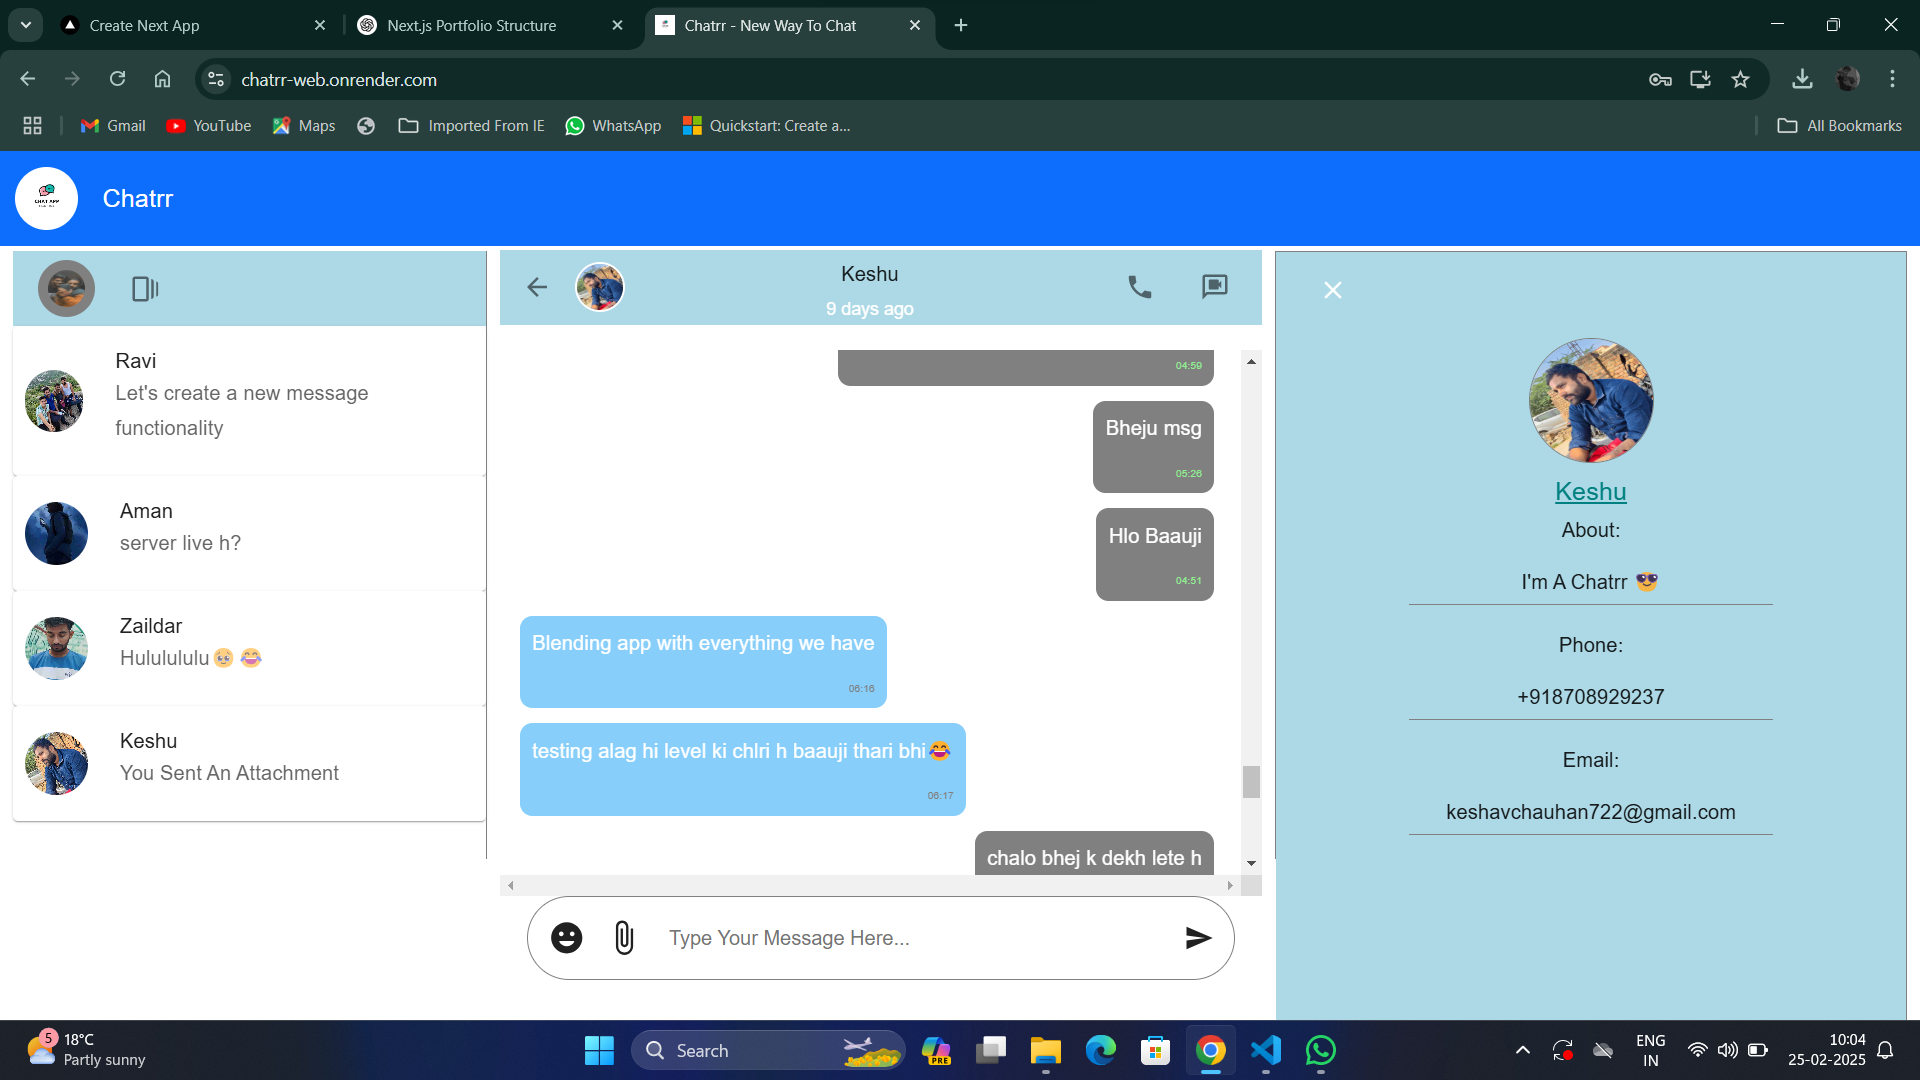 Create Next App
Next.js Portfolio Structure
Chatrr - New Way To Chat
chatrr-web.onrender.com
Gmail
YouTube
Maps
Imported From IE
WhatsApp
Quickstart: Create a...
All Bookmarks
CHAT APP
Chatrr
Ravi
Let's create a new message
functionality
Aman
server live h?
Zaildar
Hulululululu🥹 😂
Keshu
You Sent An Attachment
Keshu
9 days ago
04:59
Bheju msg
05:26
Hlo Baauji
04:51
Blending app with everything we have
06:16
testing alag hi level ki chlri h baauji thari bhi😂
06:17
chalo bhej k dekh lete h
Type Your Message Here...
Keshu
About:
I'm A Chatrr 😎
Phone:
+918708929237
Email:
keshavchauhan722@gmail.com
5
18°C
Partly sunny
Search
PRE
ENG
IN
10:04
25-02-2025